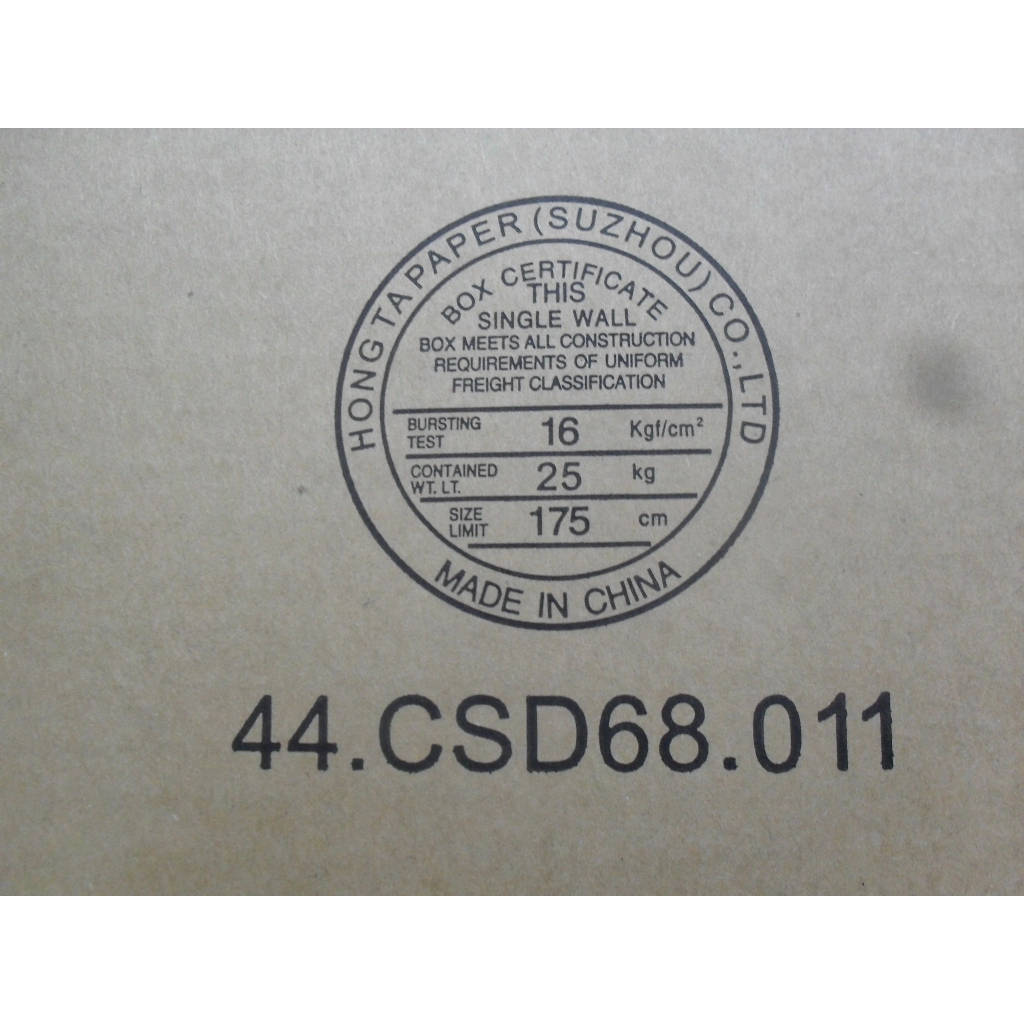 HONG TA PAPER (SUZHOU) CO., LTD
BOX CERTIFICATE
THIS
SINGLE WALL
BOX MEETS ALL CONSTRUCTION
REQUIREMENTS OF UNIFORM
FREIGHT CLASSIFICATION
BURSTING TEST 16 Kgf/cm²
CONTAINED WT. LT. 25 kg
SIZE LIMIT 175 cm
MADE IN CHINA
44.CSD68.011